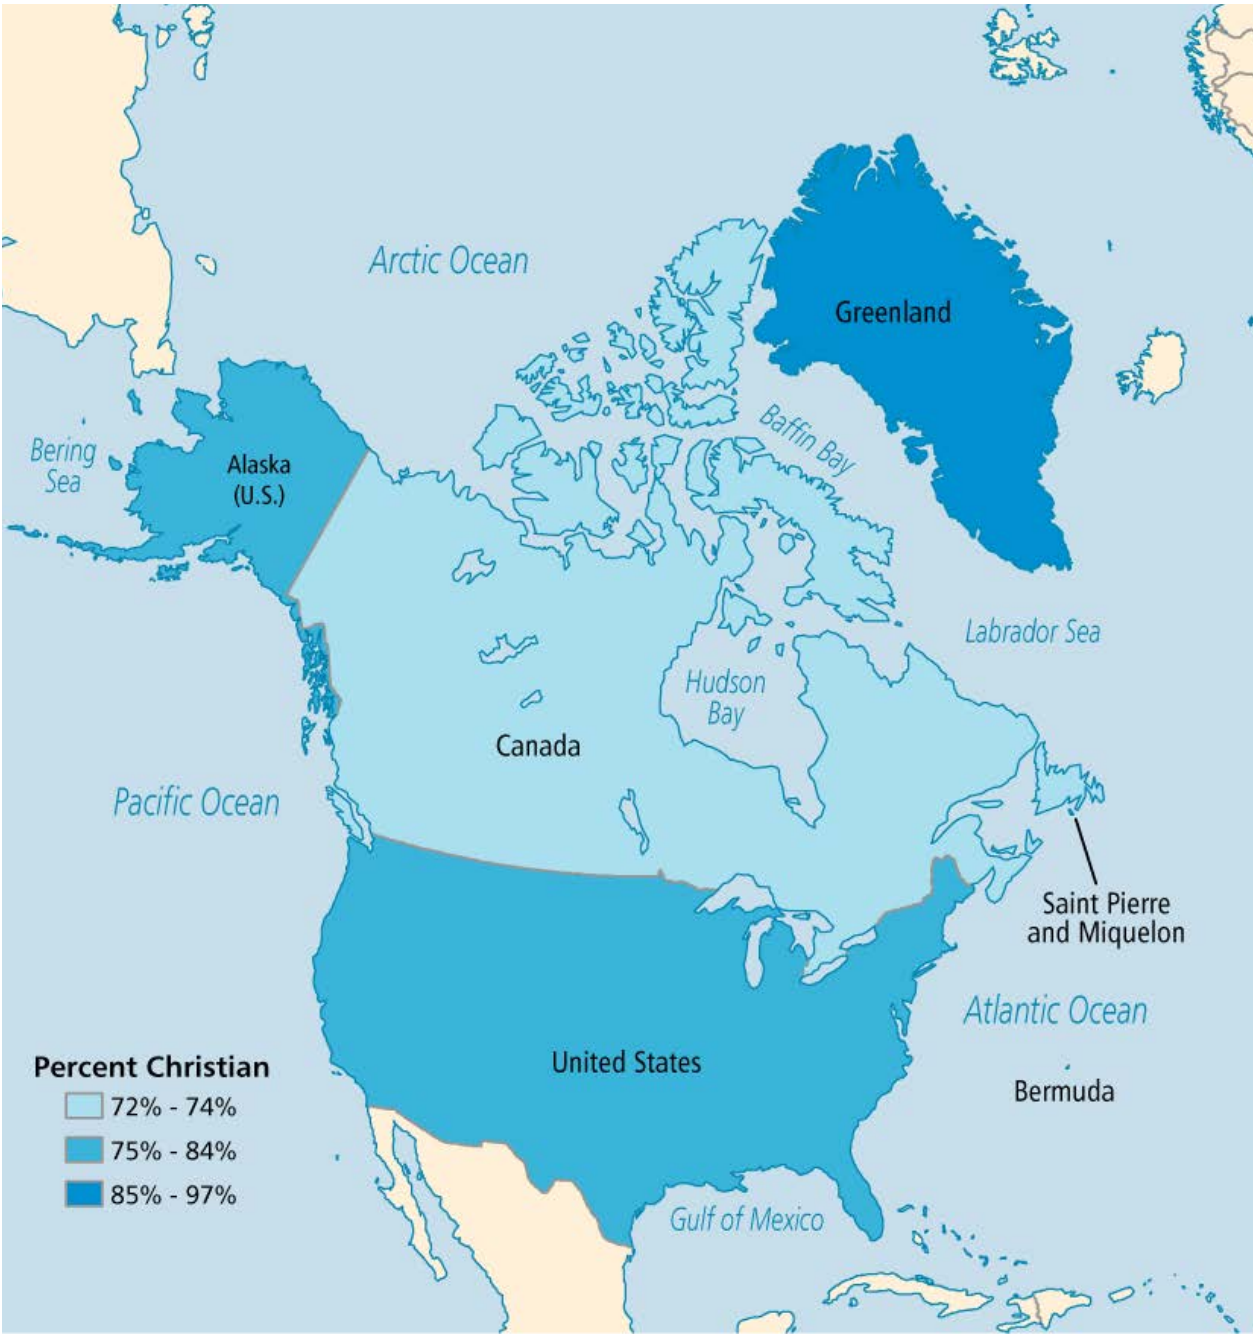 Arctic Ocean
Greenland
Baffin Bay
Bering
Sea
Alaska
(U.S.)
Labrador Sea
Hudson
Bay
Canada
Pacific Ocean
Saint Pierre
and Miquelon
Atlantic Ocean
United States
Bermuda
Percent Christian
72% - 74%
75% - 84%
85% - 97%
Gulf of Mexico